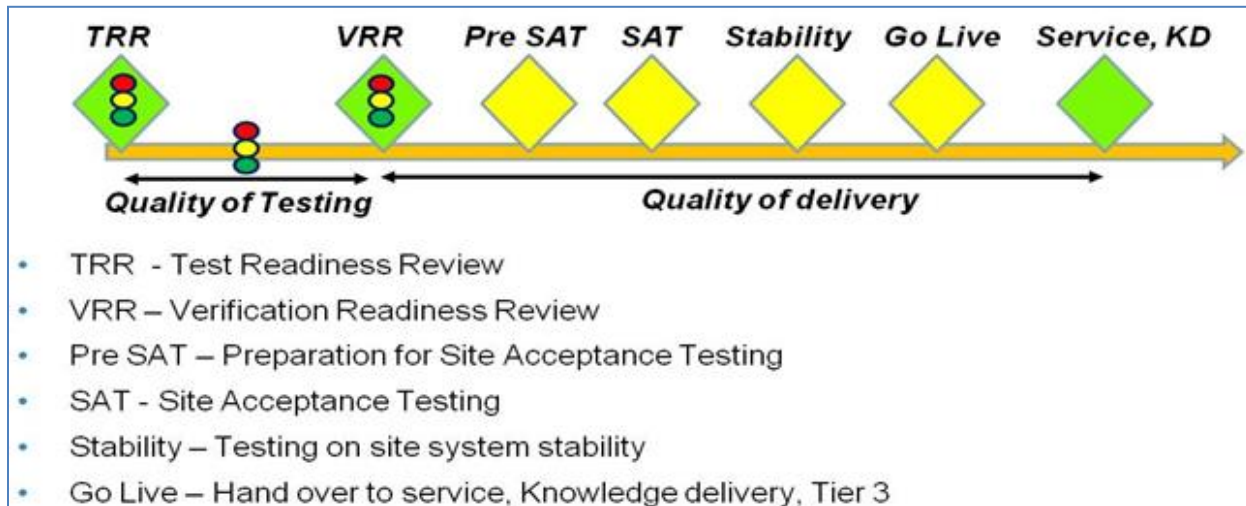 TRR VRR Pre SAT SAT Stability Go Live Service, KD
Quality of Testing Quality of delivery
• TRR - Test Readiness Review
• VRR – Verification Readiness Review
• Pre SAT – Preparation for Site Acceptance Testing
• SAT - Site Acceptance Testing
• Stability – Testing on site system stability
• Go Live – Hand over to service, Knowledge delivery, Tier 3